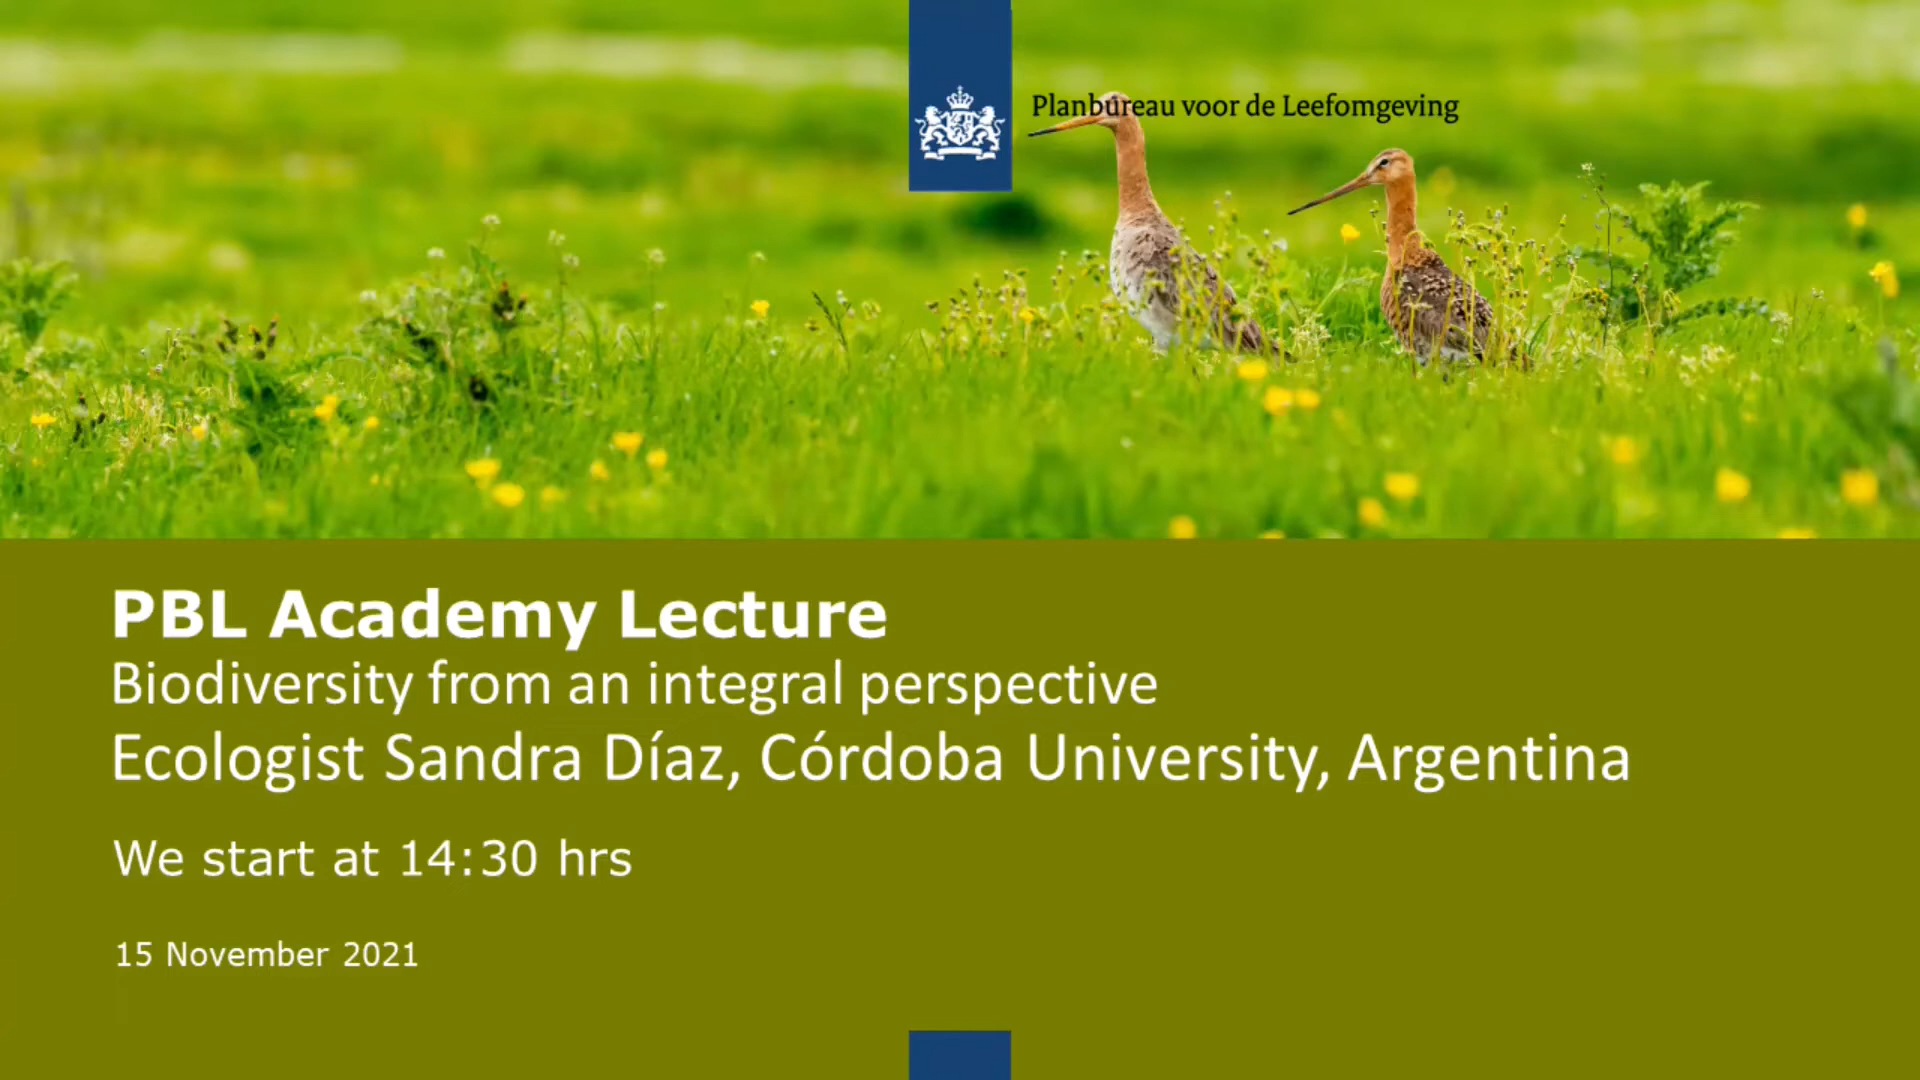 Planbureau voor de Leefomgeving
PBL Academy Lecture
Biodiversity from an integral perspective
Ecologist Sandra Díaz, Córdoba University, Argentina
We start at 14:30 hrs
15 November 2021